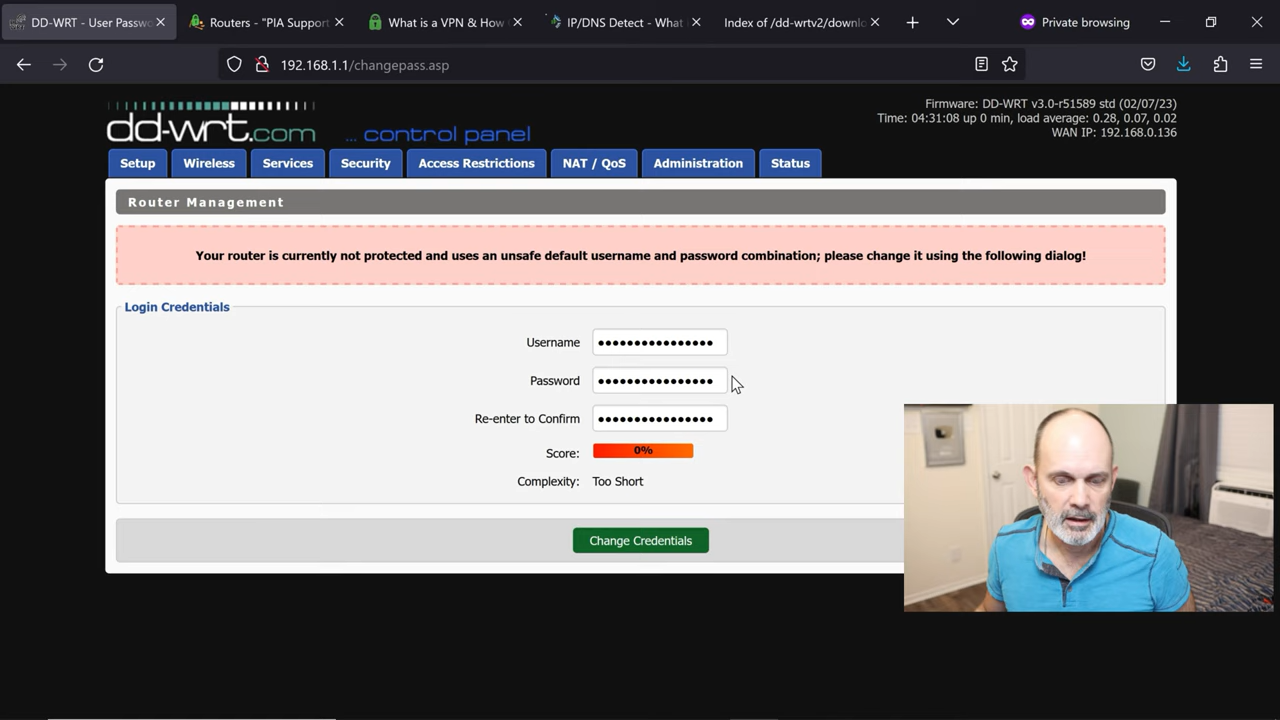 DD-WRT - User Passwo
Routers - "PIA Support
What is a VPN & How
IP/DNS Detect - What
Index of /dd-wrtv2/downlo
Private browsing
192.168.1.1/changepass.asp
dd-wrt.com ... control panel
Firmware: DD-WRT v3.0-r51589 std (02/07/23)
Time: 04:31:08 up 0 min, load average: 0.28, 0.07, 0.02
WAN IP: 192.168.0.136
Setup Wireless Services Security Access Restrictions NAT / QoS Administration Status
Router Management
Your router is currently not protected and uses an unsafe default username and password combination; please change it using the following dialog!
Login Credentials
Username ••••••••••••••••
Password ••••••••••••••••
Re-enter to Confirm ••••••••••••••••
Score: 0%
Complexity: Too Short
Change Credentials